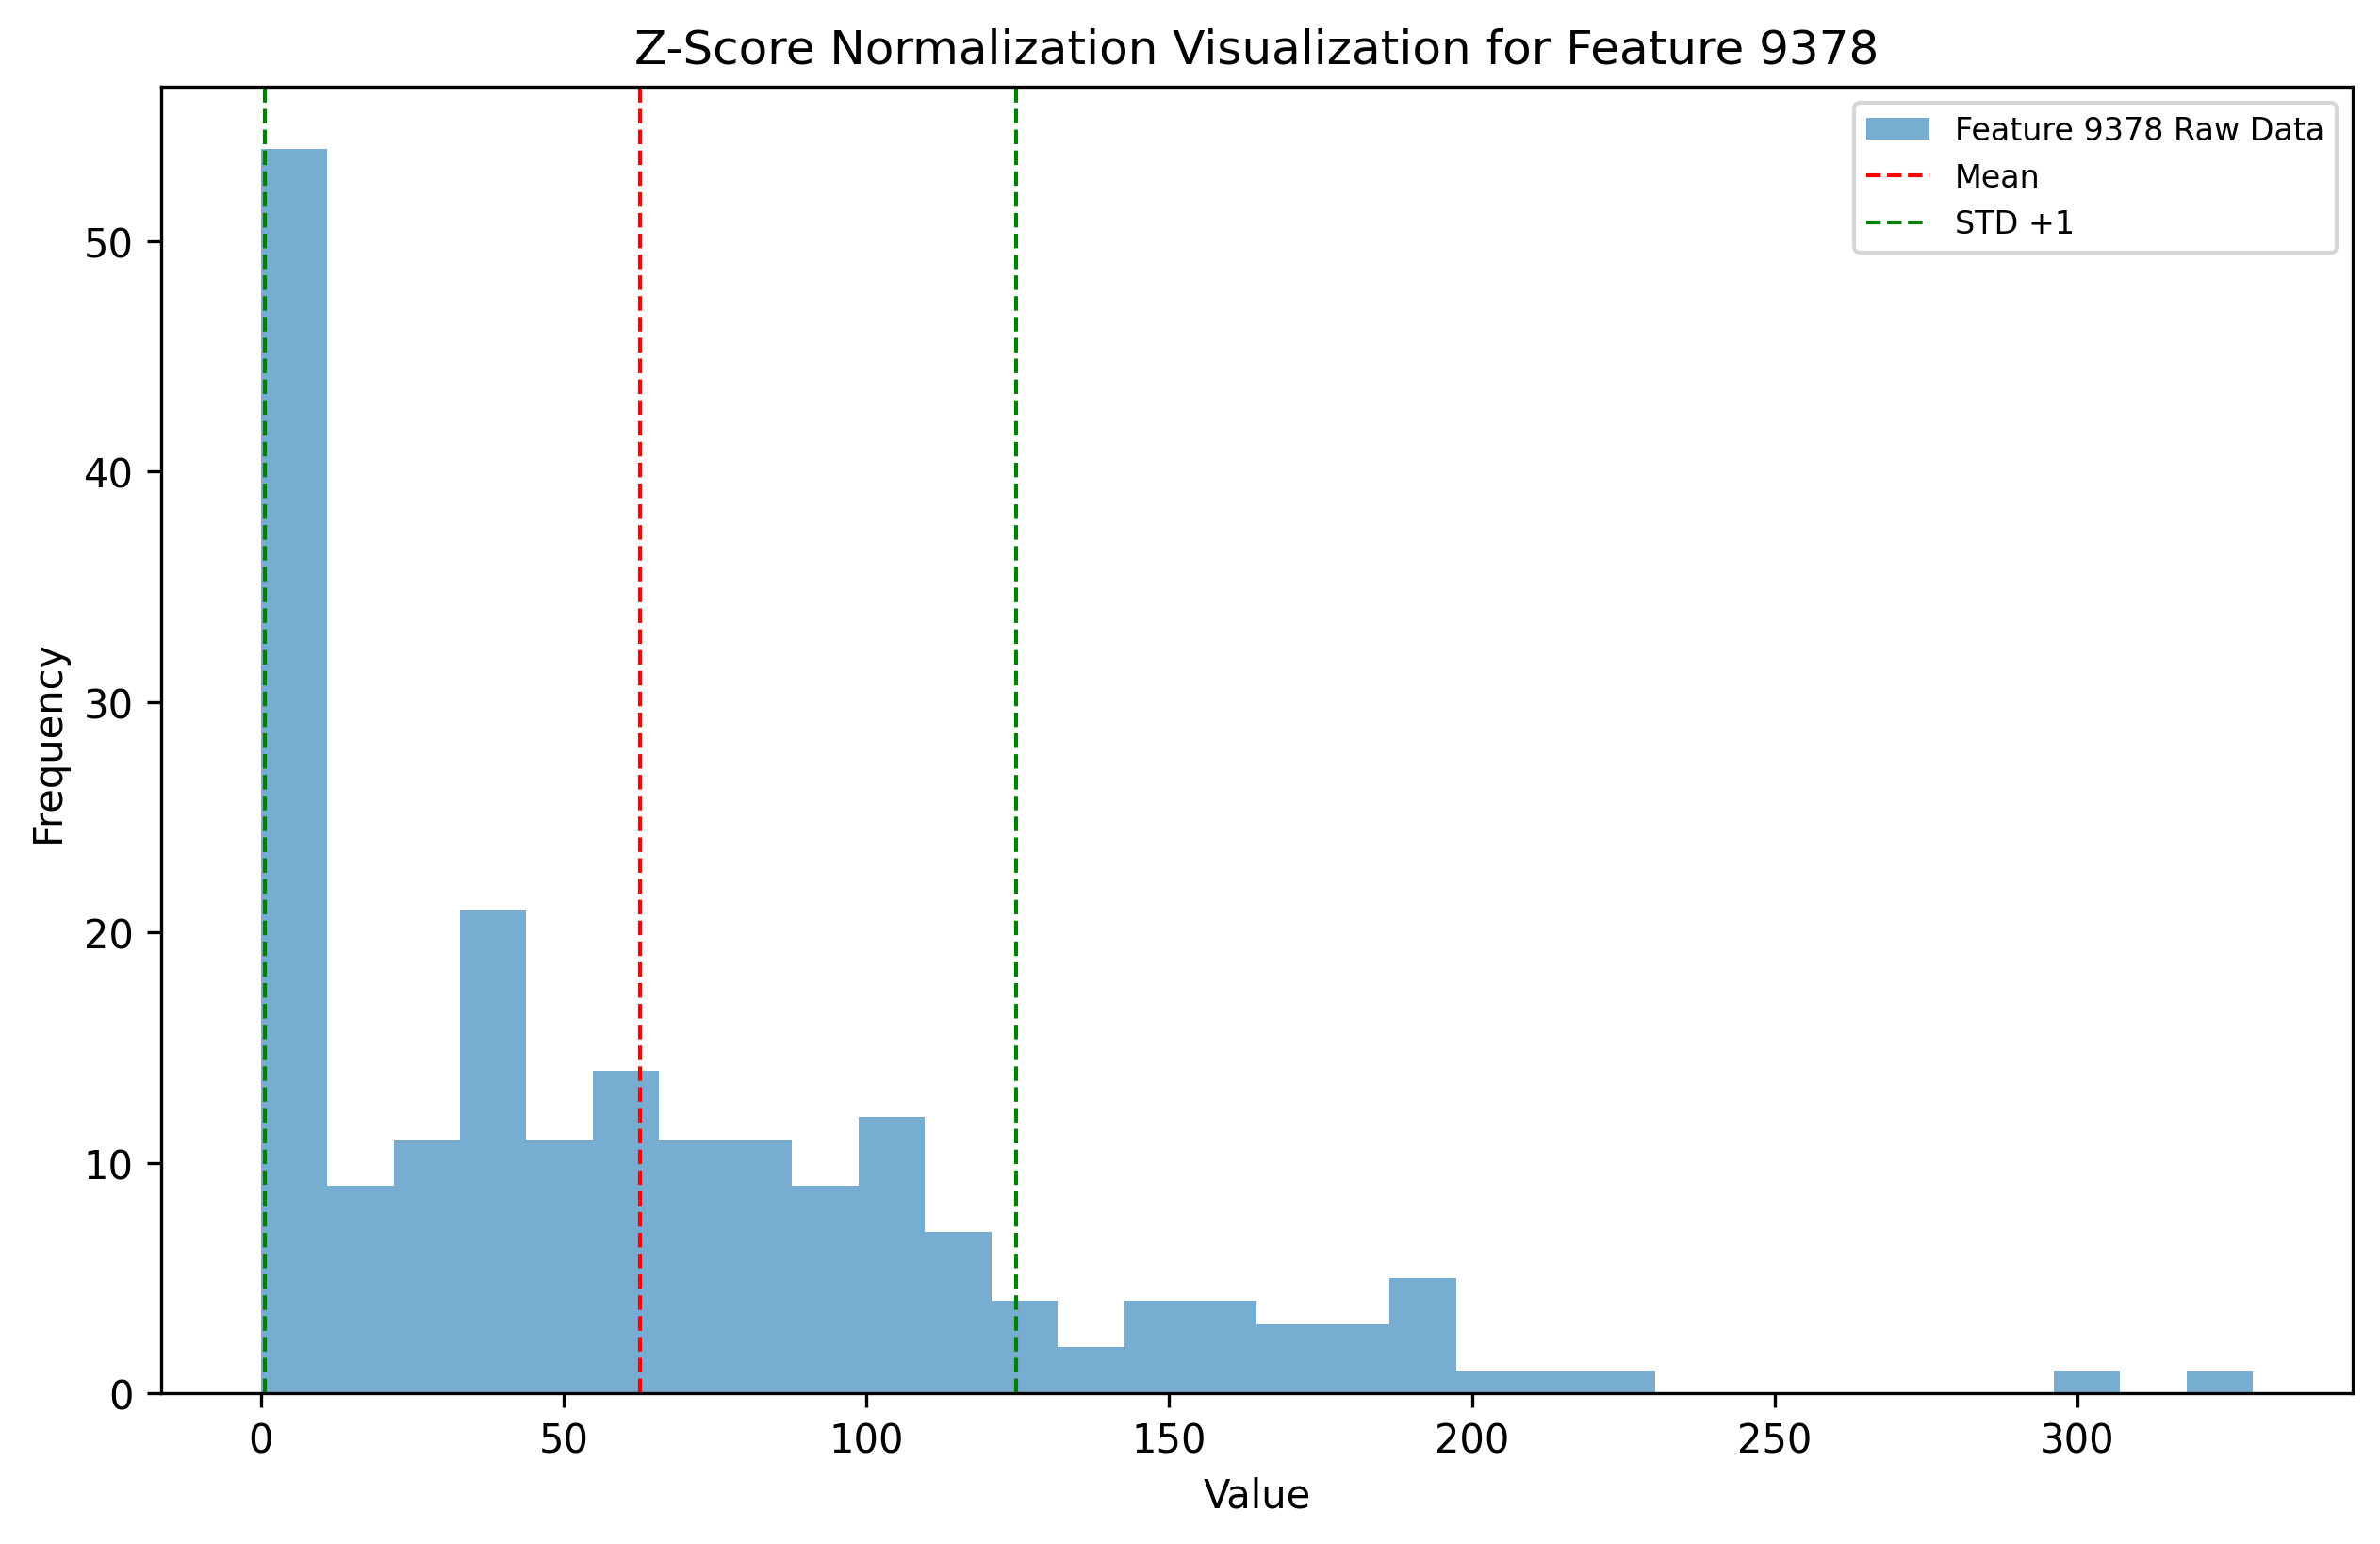 Z-Score Normalization Visualization for Feature 9378
Feature 9378 Raw Data
Mean
STD +1
50
40
30
20
10
0
Frequency
0 50 100 150 200 250 300
Value